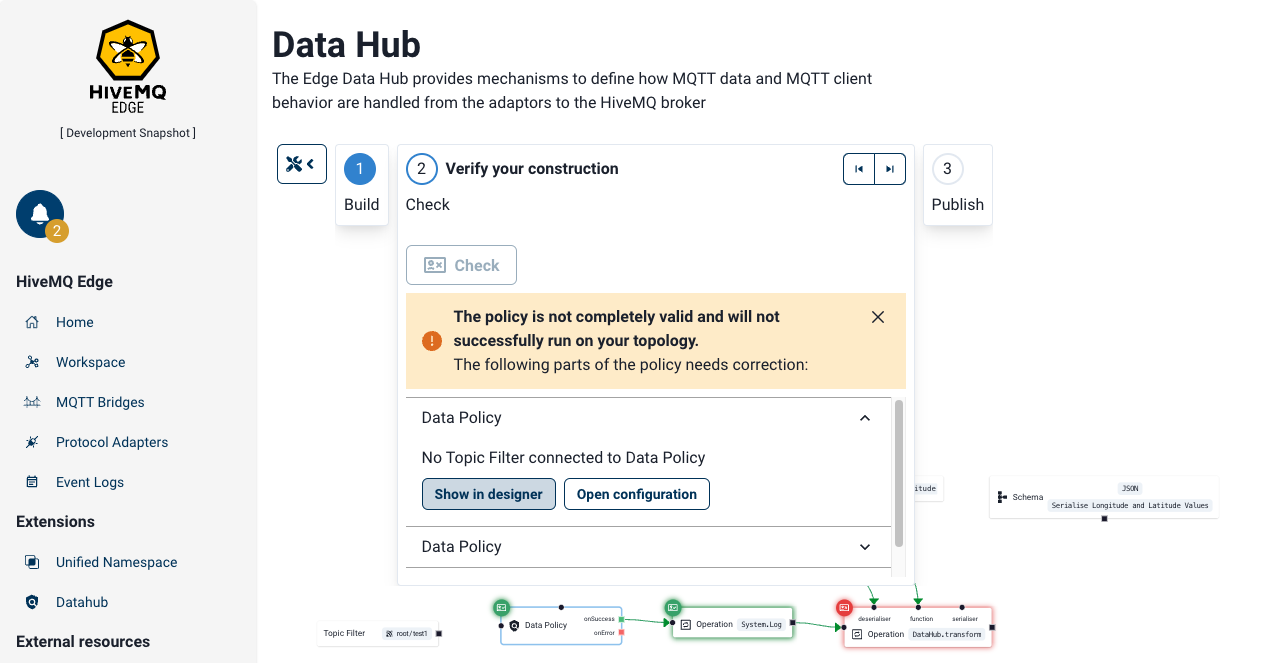 HIVEMQ
EDGE
[ Development Snapshot ]
2
HiveMQ Edge
Home
Workspace
MQTT Bridges
Protocol Adapters
Event Logs
Extensions
Unified Namespace
Datahub
External resources
Data Hub
The Edge Data Hub provides mechanisms to define how MQTT data and MQTT client
behavior are handled from the adaptors to the HiveMQ broker
1
Build
2 Verify your construction
Check
3
Publish
Check
The policy is not completely valid and will not
successfully run on your topology.
The following parts of the policy needs correction:
Data Policy
No Topic Filter connected to Data Policy
Show in designer Open configuration
Data Policy
itude
Schema
JSON
Serialise Longitude and Latitude Values
Topic Filter root/test1
Data Policy
onSuccess
onError
Operation System.Log
deserialiser function serialiser
Operation DataHub.transform